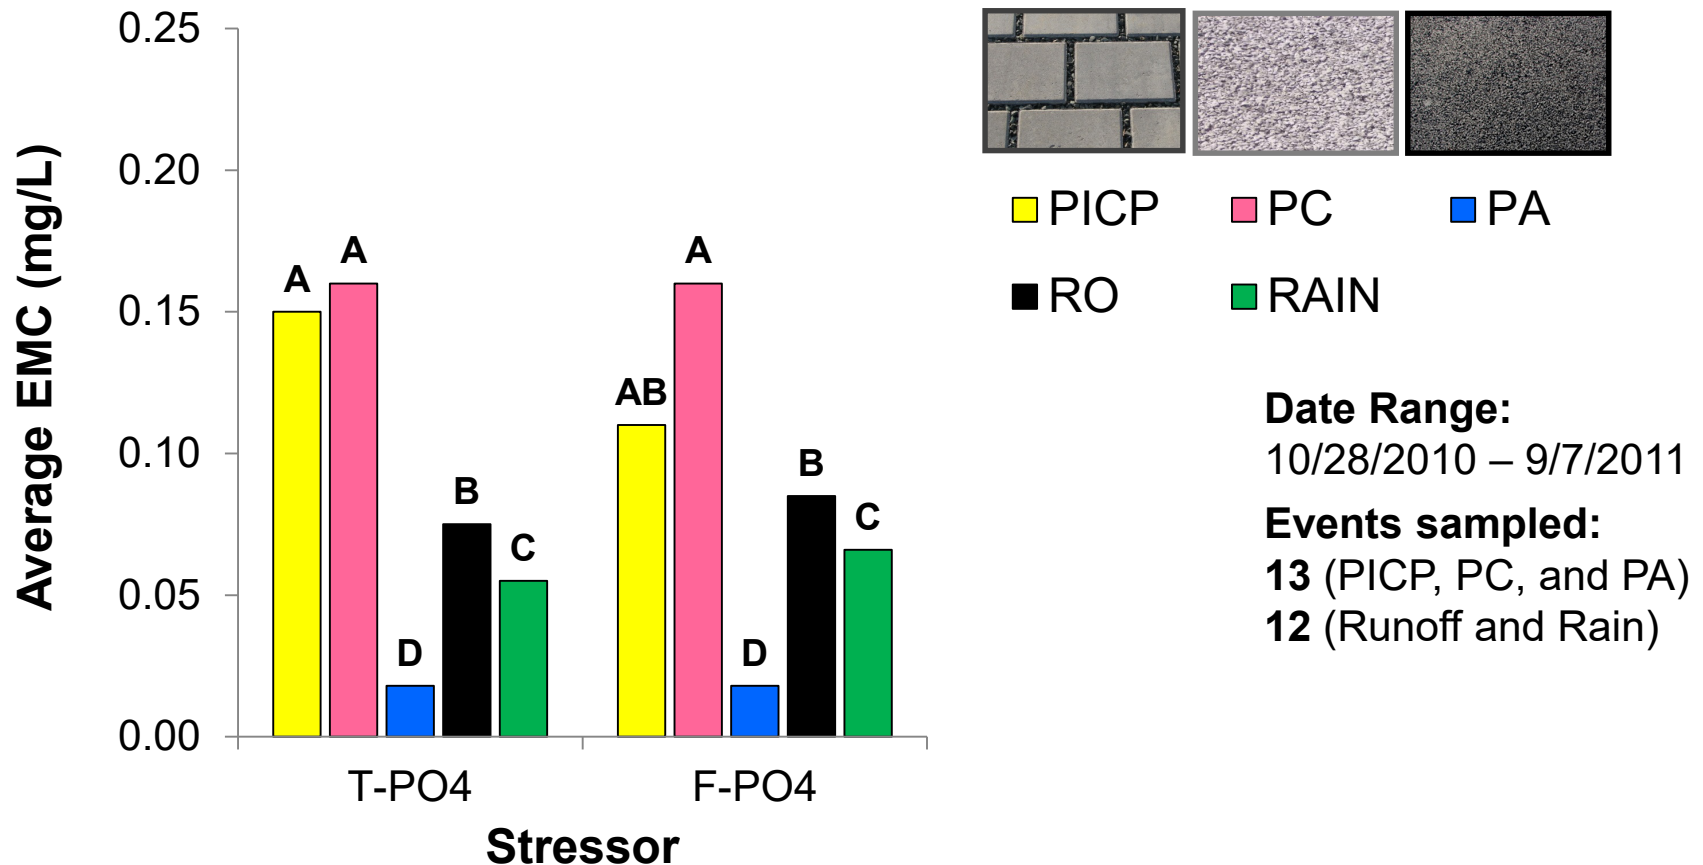 Average EMC (mg/L)
0.25
0.20
0.15
0.10
0.05
0.00
A
A
D
B
C
AB
A
D
B
C
T-PO4
F-PO4
Stressor
PICP
PC
PA
RO
RAIN
Date Range:
10/28/2010 – 9/7/2011
Events sampled:
13 (PICP, PC, and PA)
12 (Runoff and Rain)